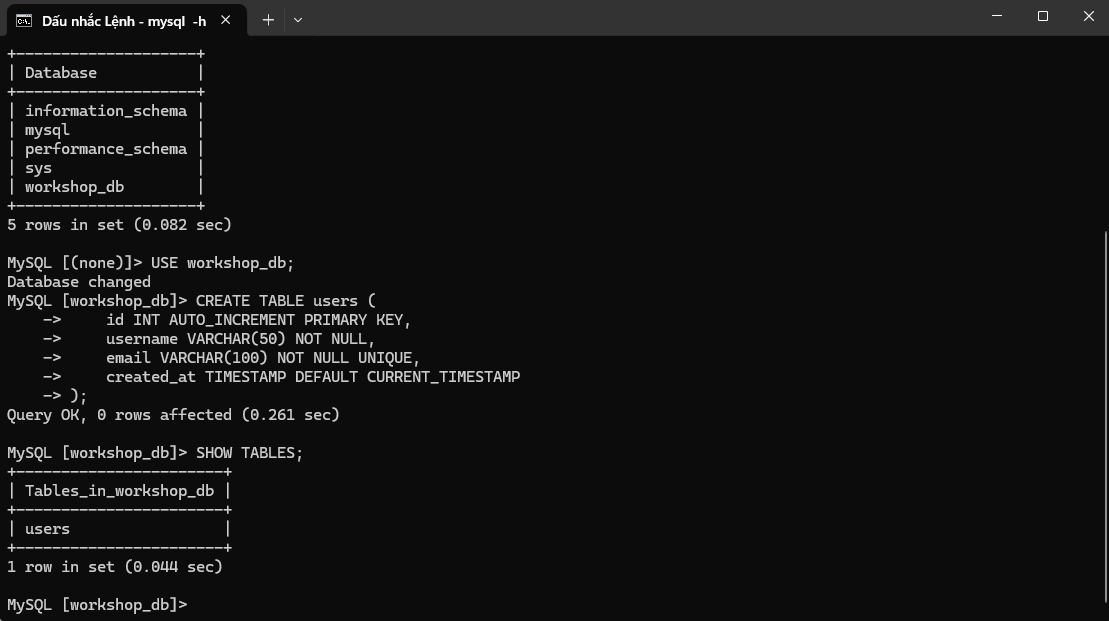 Dấu nhắc Lệnh - mysql -h
+--------------------+
| Database           |
+--------------------+
| information_schema |
| mysql              |
| performance_schema |
| sys                |
| workshop_db        |
+--------------------+
5 rows in set (0.082 sec)

MySQL [(none)]> USE workshop_db;
Database changed
MySQL [workshop_db]> CREATE TABLE users (
    ->     id INT AUTO_INCREMENT PRIMARY KEY,
    ->     username VARCHAR(50) NOT NULL,
    ->     email VARCHAR(100) NOT NULL UNIQUE,
    ->     created_at TIMESTAMP DEFAULT CURRENT_TIMESTAMP
    -> );
Query OK, 0 rows affected (0.261 sec)

MySQL [workshop_db]> SHOW TABLES;
+-----------------------+
| Tables_in_workshop_db |
+-----------------------+
| users                 |
+-----------------------+
1 row in set (0.044 sec)

MySQL [workshop_db]>